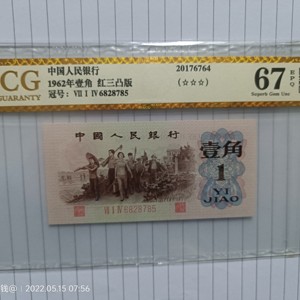 CG
GUARANTY
中国人民银行
1962年壹角 红三凸版
冠号: VII I IV 6828785
20176764
(☆☆☆)
67
EPQ
Superb Gem Unc
中国人民银行
壹角
1
YI
JIAO
VII I IV 6828785
2022.05.15 07:56